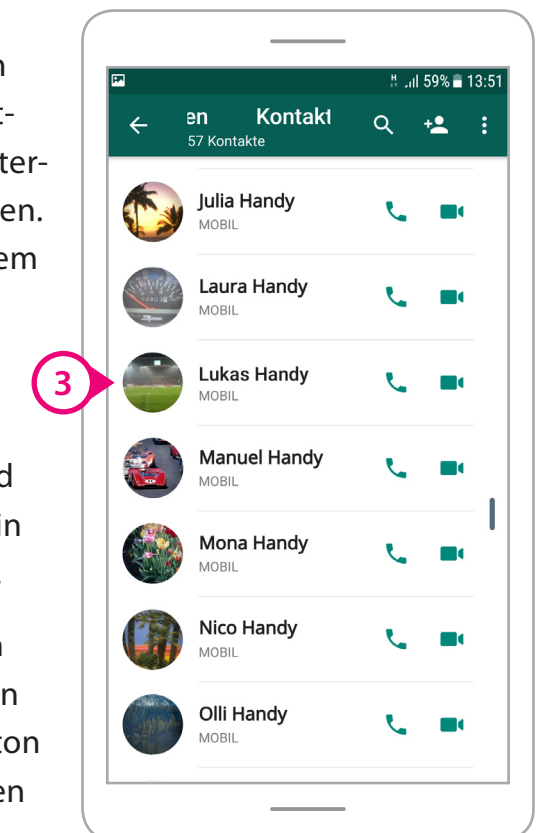 n
t-
ter-
en.
em
d
in
n
n
ton
en
3
H 59% 13:51
en Kontakt
57 Kontakte
Julia Handy
MOBIL
Laura Handy
MOBIL
Lukas Handy
MOBIL
Manuel Handy
MOBIL
Mona Handy
MOBIL
Nico Handy
MOBIL
Olli Handy
MOBIL